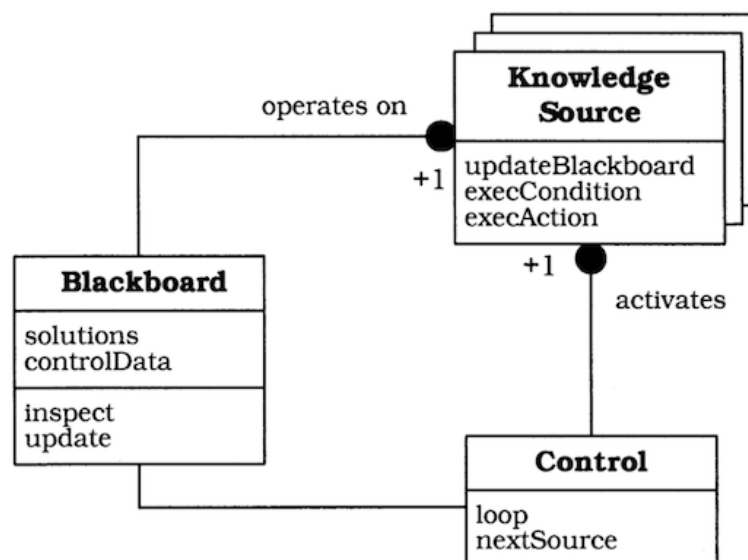 Knowledge
Source
operates on
updateBlackboard
execCondition
execAction
+1
+1
activates
Blackboard
solutions
controlData
inspect
update
Control
loop
nextSource